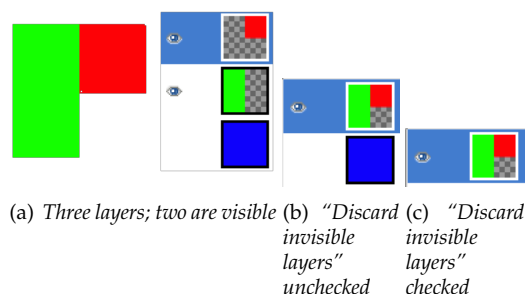 (a) Three layers; two are visible
(b) “Discard
invisible
layers”
unchecked
(c) “Discard
invisible
layers”
checked